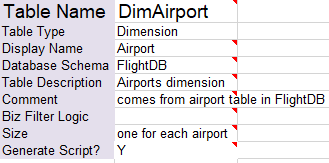 Table Name DimAirport
Table Type Dimension
Display Name Airport
Database Schema FlightDB
Table Description Airports dimension
Comment comes from airport table in FlightDB
Biz Filter Logic
Size one for each airport
Generate Script? Y